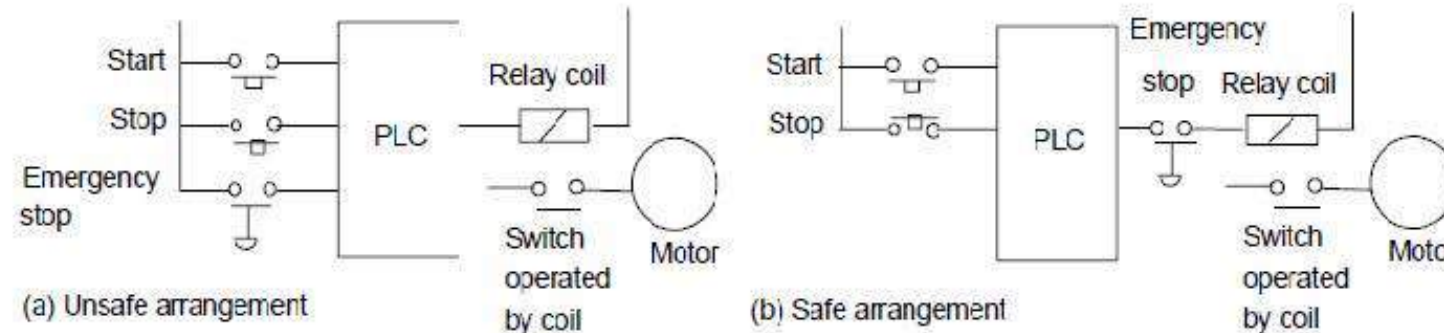 Start
Stop
Emergency
stop
PLC
Relay coil
Switch
operated
by coil
Motor
(a) Unsafe arrangement
Start
Stop
PLC
Emergency
stop
Relay coil
Switch
operated
by coil
Moto
(b) Safe arrangement